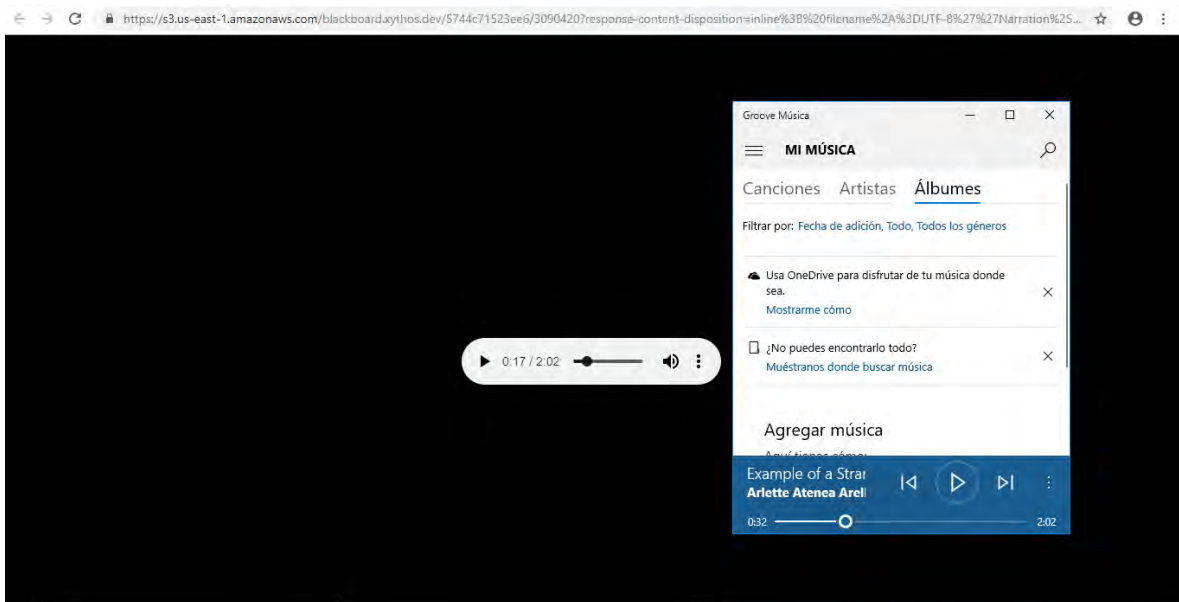 https://s3.us-east-1.amazonaws.com/blackboard.xythos.dev/5744c71523ee6/3090420?response-content-disposition=inline%3B%20filename%2A%3DUTF-8%27%27Narration%25...
Groove Música
MI MÚSICA
Canciones Artistas Álbumes
Filtrar por: Fecha de adición, Todo, Todos los géneros
Usa OneDrive para disfrutar de tu música donde
sea.
Mostrarme cómo
¿No puedes encontrarlo todo?
Muéstranos donde buscar música
0:17 / 2:02
Agregar música
Example of a Strar
Arlette Atenea Arell
0:32 2:02